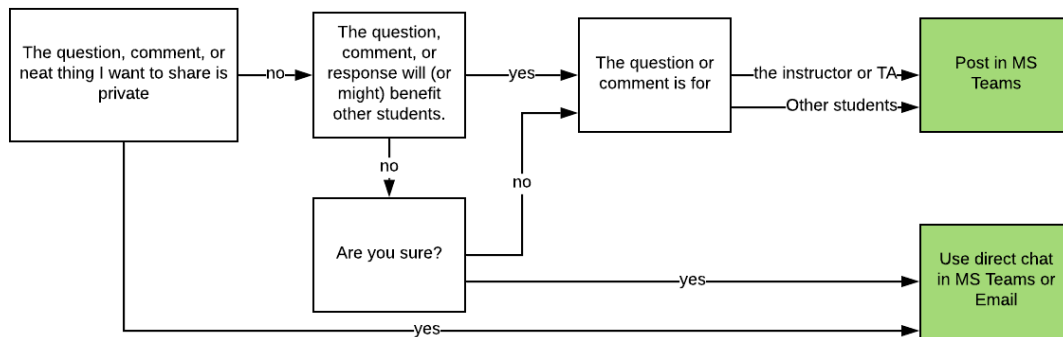 The question, comment, or
neat thing I want to share is
private
no
The question,
comment, or
response will (or
might) benefit
other students.
yes
The question or
comment is for
the instructor or TA
Other students
Post in MS
Teams
no
no
Are you sure?
yes
Use direct chat
in MS Teams or
Email
yes